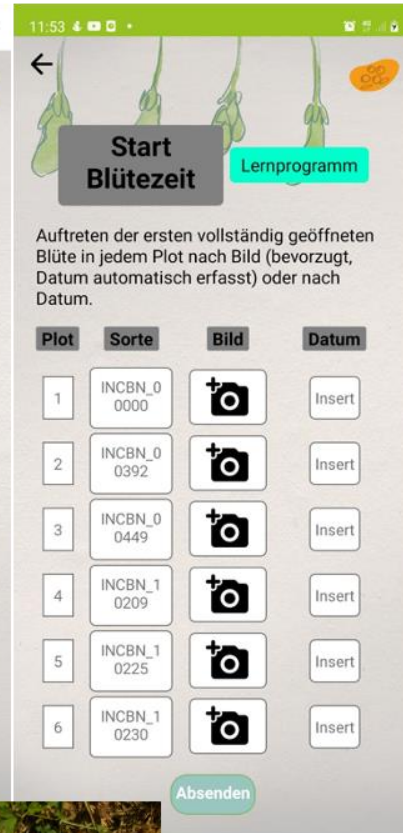 11:53
Start
Blütezeit
Lernprogramm
Auftreten der ersten vollständig geöffneten
Blüte in jedem Plot nach Bild (bevorzugt,
Datum automatisch erfasst) oder nach
Datum.
Plot Sorte Bild Datum
1 INCBN_0 Insert
0000
2 INCBN_0 Insert
0392
3 INCBN_0 Insert
0449
4 INCBN_1 Insert
0209
5 INCBN_1 Insert
0225
6 INCBN_1 Insert
0230
Absenden